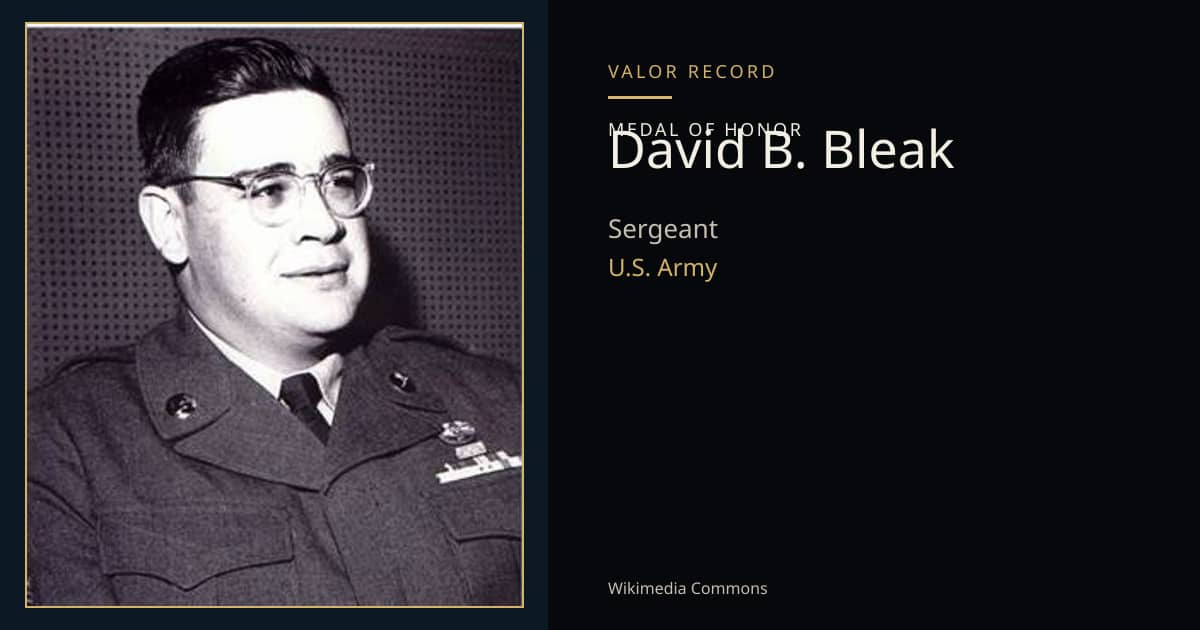 VALOR RECORD
MEDAL OF HONOR
David B. Bleak
Sergeant
U.S. Army
Wikimedia Commons